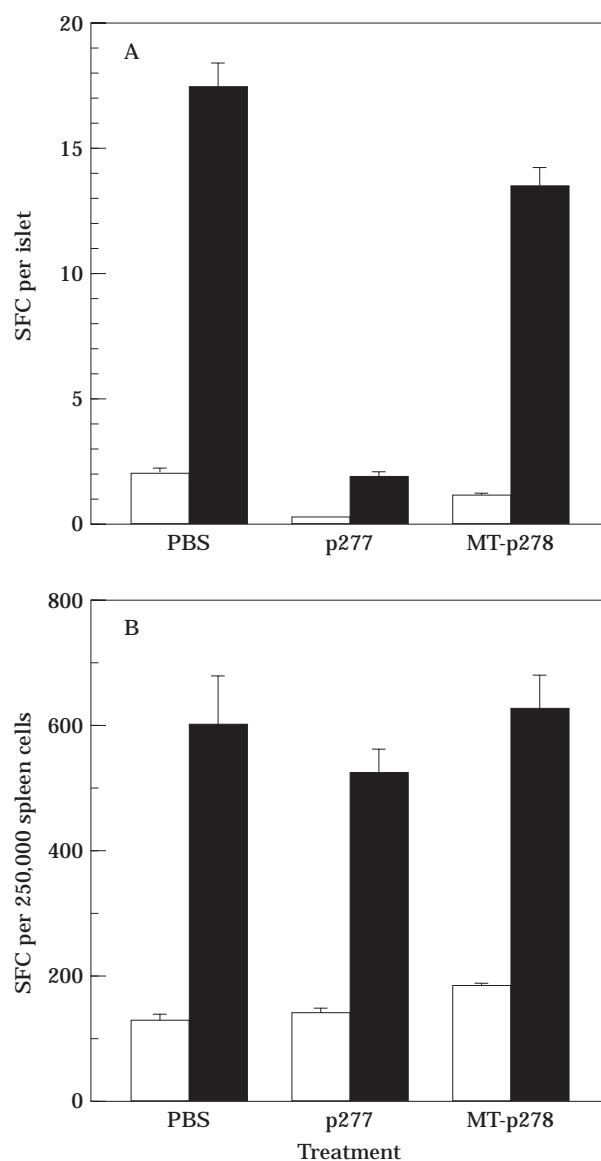 A
SFC per islet
20
15
10
5
0
PBS p277 MT-p278
B
SFC per 250,000 spleen cells
800
600
400
200
0
PBS p277 MT-p278
Treatment